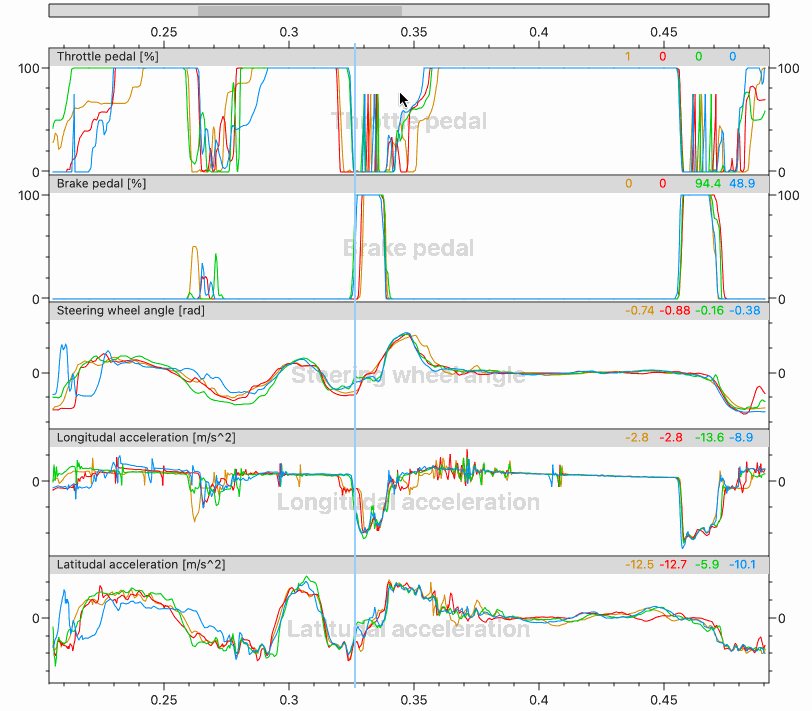 0.25 0.3 0.35 0.4 0.45
Throttle pedal [%] 1 0 0 0
100 100
Throttle pedal
0 0
Brake pedal [%] 0 0 94.4 48.9
100 100
Brake pedal
0 0
Steering wheel angle [rad] -0.74 -0.88 -0.16 -0.38
0 0
Steering wheel angle
Longitudal acceleration [m/s^2] -2.8 -2.8 -13.6 -8.9
0 0
Longitudal acceleration
Latitudal acceleration [m/s^2] -12.5 -12.7 -5.9 -10.1
0 0
Latitudal acceleration
0.25 0.3 0.35 0.4 0.45